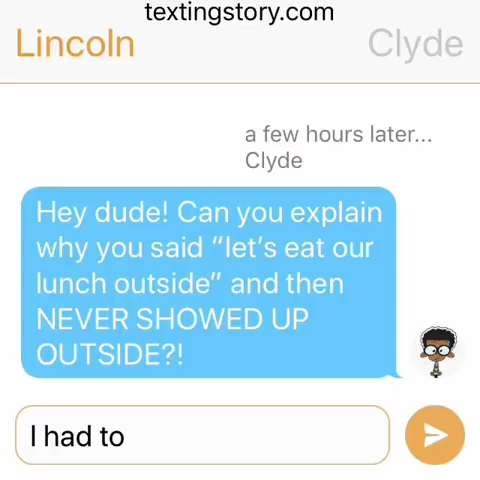 textingstory.com
Lincoln
Clyde
a few hours later...
Clyde
Hey dude! Can you explain
why you said “let’s eat our
lunch outside” and then
NEVER SHOWED UP
OUTSIDE?!
I had to